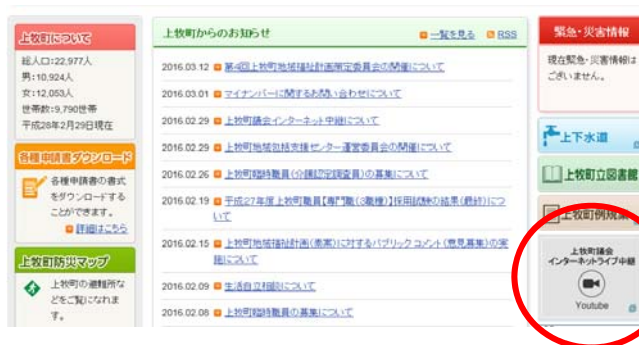 上牧町について
総人口:22,977人
男:10,924人
女:12,053人
世帯数:9,790世帯
平成28年2月29日現在
各種申請書ダウンロード
各種申請書の書式
をダウンロードする
ことができます。
詳細はこちら
上牧町防災マップ
上牧町の避難所な
どをご覧になれま
す。
上牧町からのお知らせ
一覧を見る RSS
2016.03.12 第4回上牧町地域福祉計画策定委員会の開催について
2016.03.01 マイナンバーに関するお問い合わせについて
2016.02.29 上牧議会インターネット中継について
2016.02.29 上牧町地域包括支援センター運営委員会の開催について
2016.02.26 上牧町臨時職員(介護認定調査員)の募集について
2016.02.19 平成27年度上牧町職員【専門職(3職種)】採用試験の結果(最終)につ
いて
2016.02.15 上牧町地域福祉計画(素案)に対するパブリックコメント(意見募集)の実
施について
2016.02.09 生活自立相談について
2016.02.08 上牧町臨時職員の募集について
緊急・災害情報
現在緊急・災害情報は
ございません。
上下水道
上牧町立図書館
上牧町例規集
上牧町議会
インターネットライブ中継
Youtube